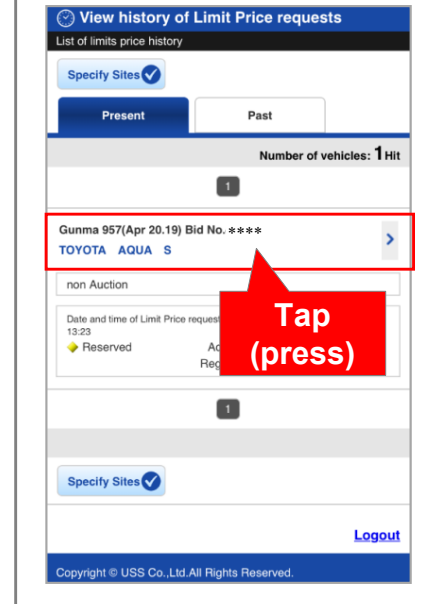 View history of Limit Price requests
List of limits price history
Specify Sites
Present
Past
Number of vehicles: 1 Hit
1
Gunma 957(Apr 20.19) Bid No. ****
TOYOTA AQUA S
non Auction
Tap
(press)
Date and time of Limit Price
13:23
Reserved
1
Specify Sites
Logout
Copyright © USS Co.,Ltd.All Rights Reserved.